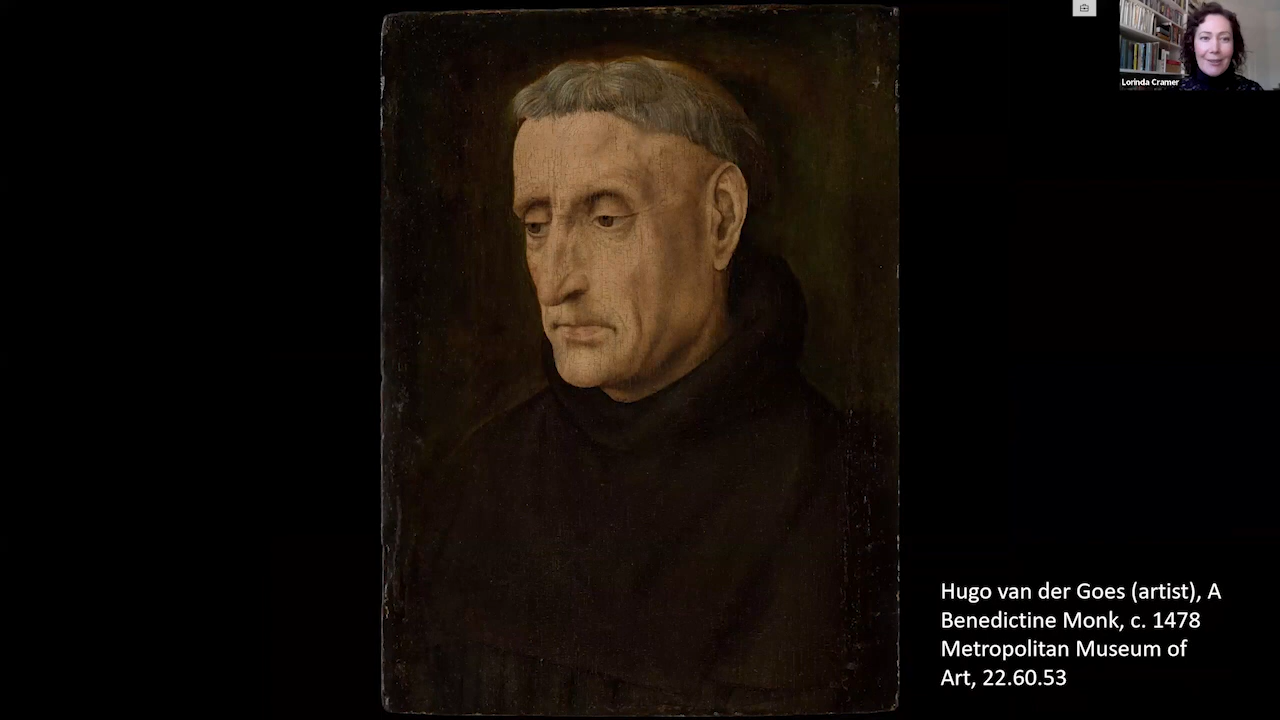 Lorinda Cramer
Hugo van der Goes (artist), A
Benedictine Monk, c. 1478
Metropolitan Museum of
Art, 22.60.53